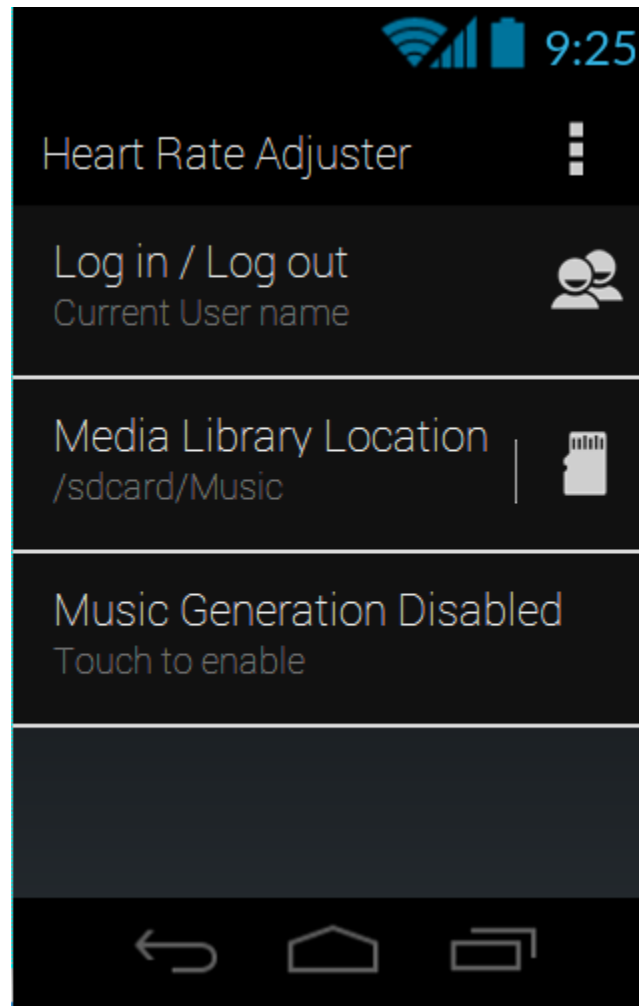 9:25
Heart Rate Adjuster
Log in / Log out
Current User name
Media Library Location
/sdcard/Music
Music Generation Disabled
Touch to enable